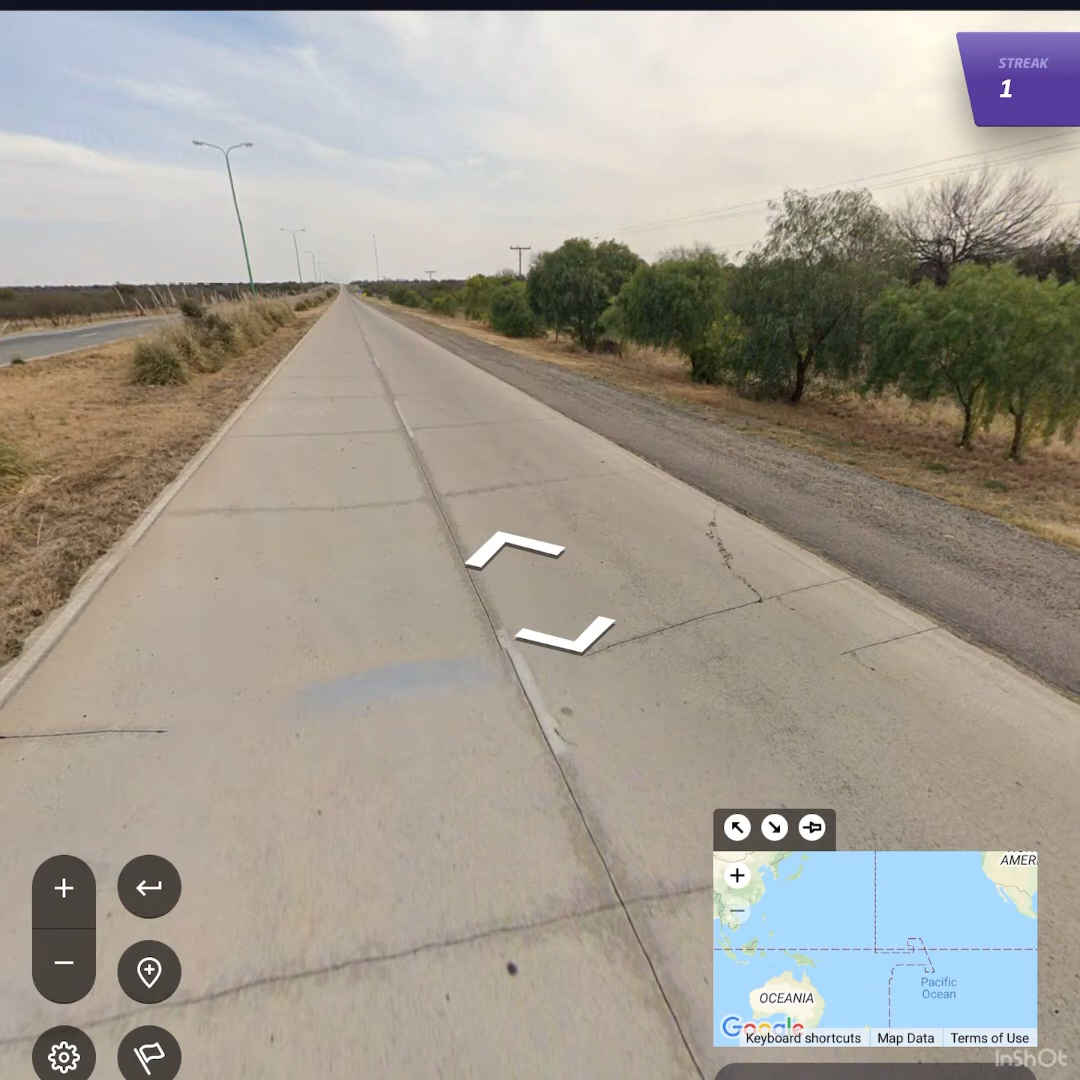 STREAK
1
AMER
OCEANIA
Pacific
Ocean
Google
Keyboard shortcuts
Map Data
Terms of Use
InShOt